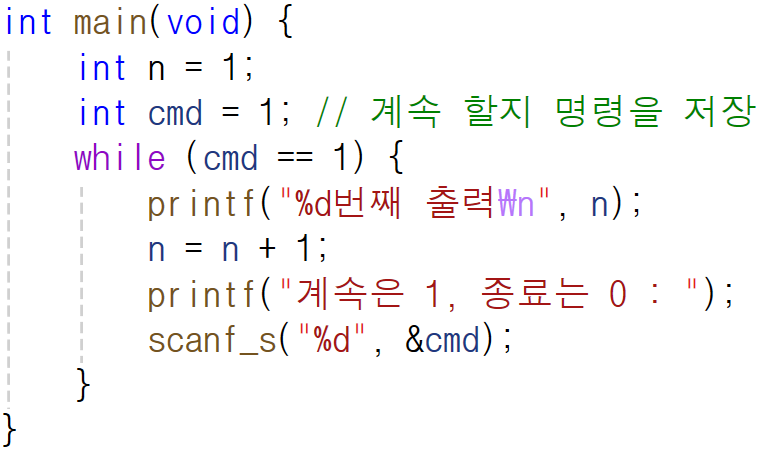 int main(void) {
int n = 1;
int cmd = 1; // 계속 할지 명령을 저장
while (cmd == 1) {
printf("%d번째 출력₩n", n);
n = n + 1;
printf("계속은 1, 종료는 0 : ");
scanf_s("%d", &cmd);
}
}